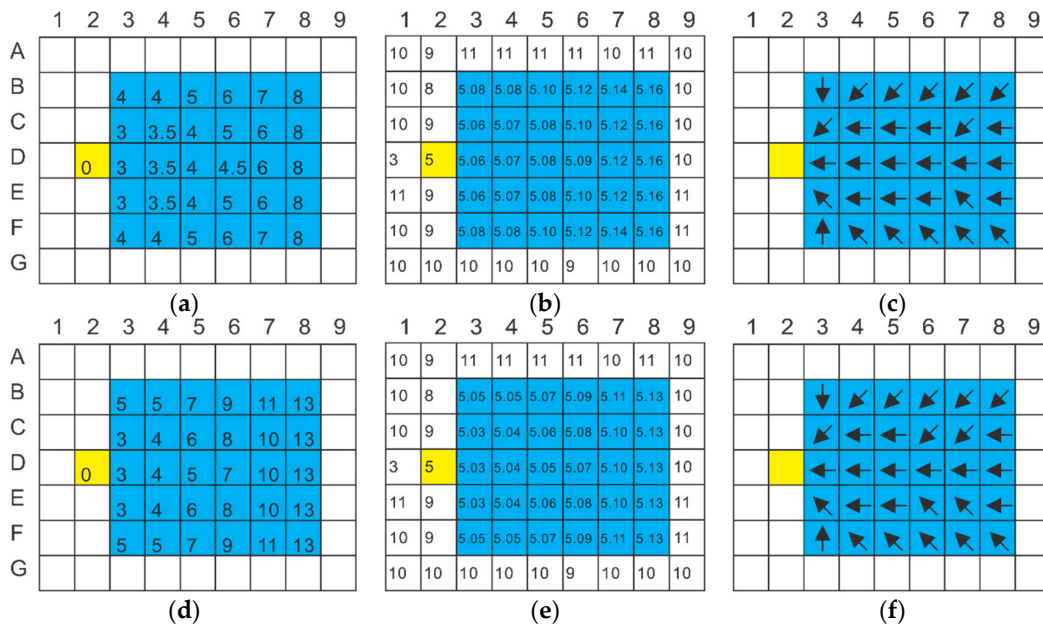 1 2 3 4 5 6 7 8 9 1 2 3 4 5 6 7 8 9 1 2 3 4 5 6 7 8 9
A 10 9 11 11 11 11 10 11 10
B 4 4 5 6 7 8 10 8 5.08 5.08 5.10 5.12 5.14 5.16 10
C 3 3.5 4 5 6 8 10 9 5.06 5.07 5.08 5.10 5.12 5.16 10
D 0 3 3.5 4 4.5 6 8 3 5 5.06 5.07 5.08 5.09 5.12 5.16 10
E 3 3.5 4 5 6 8 11 9 5.06 5.07 5.08 5.10 5.12 5.16 11
F 4 4 5 6 7 8 10 9 5.08 5.08 5.10 5.12 5.14 5.16 11
G 10 10 10 10 10 9 10 10 10
(a) (b) (c)
1 2 3 4 5 6 7 8 9 1 2 3 4 5 6 7 8 9 1 2 3 4 5 6 7 8 9
A 10 9 11 11 11 11 10 11 10
B 5 5 7 9 11 13 10 8 5.05 5.05 5.07 5.09 5.11 5.13 10
C 3 4 6 8 10 13 10 9 5.03 5.04 5.06 5.08 5.10 5.13 10
D 0 3 4 5 7 10 13 3 5 5.03 5.04 5.05 5.07 5.10 5.13 10
E 3 4 6 8 10 13 11 9 5.03 5.04 5.06 5.08 5.10 5.13 11
F 5 5 7 9 11 13 10 9 5.05 5.05 5.07 5.09 5.11 5.13 11
G 10 10 10 10 10 9 10 10 10
(d) (e) (f)